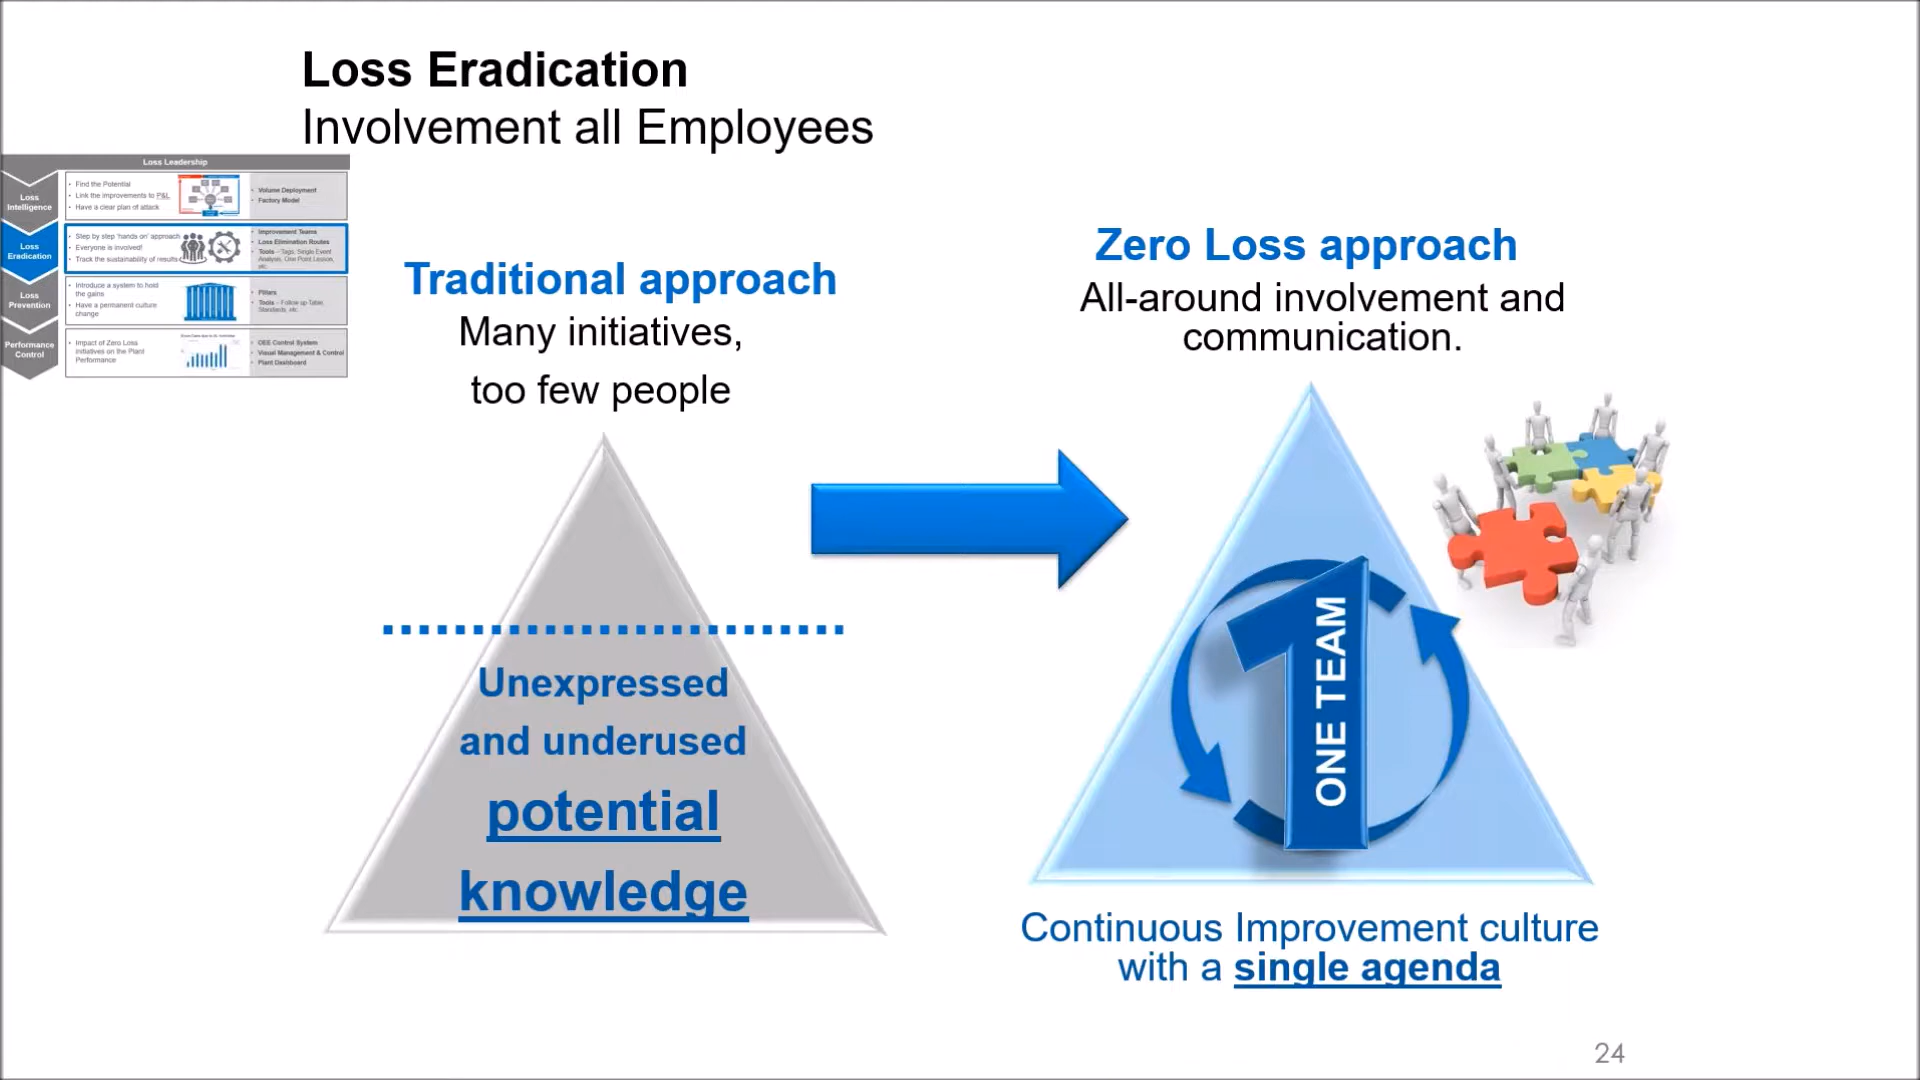 Loss Eradication
Involvement all Employees
Loss Leadership
Loss
Intelligence
• Find the Potential
• Link the improvements to P&L
• Have a clear plan of attack
• Volume Deployment
• Factory Model
Loss
Eradication
• Step by step 'hands on' approach
• Everyone is involved!
• Track the sustainability of results
• Improvement Teams
• Loss Elimination Routes
• Tools – Tags, Single Event
Analysis, One Point Lesson,
etc.
Loss
Prevention
• Introduce a system to hold
the gains
• Have a permanent culture
change
• Pillars
• Tools – Follow up Table,
Standards, etc.
Performance
Control
• Impact of Zero Loss
initiatives on the Plant
Performance
• OEE Control System
• Visual Management & Control
• Plant Dashboard
Traditional approach
Many initiatives,
too few people
Unexpressed
and underused
potential
knowledge
Zero Loss approach
All-around involvement and
communication.
ONE TEAM
Continuous Improvement culture
with a single agenda
24